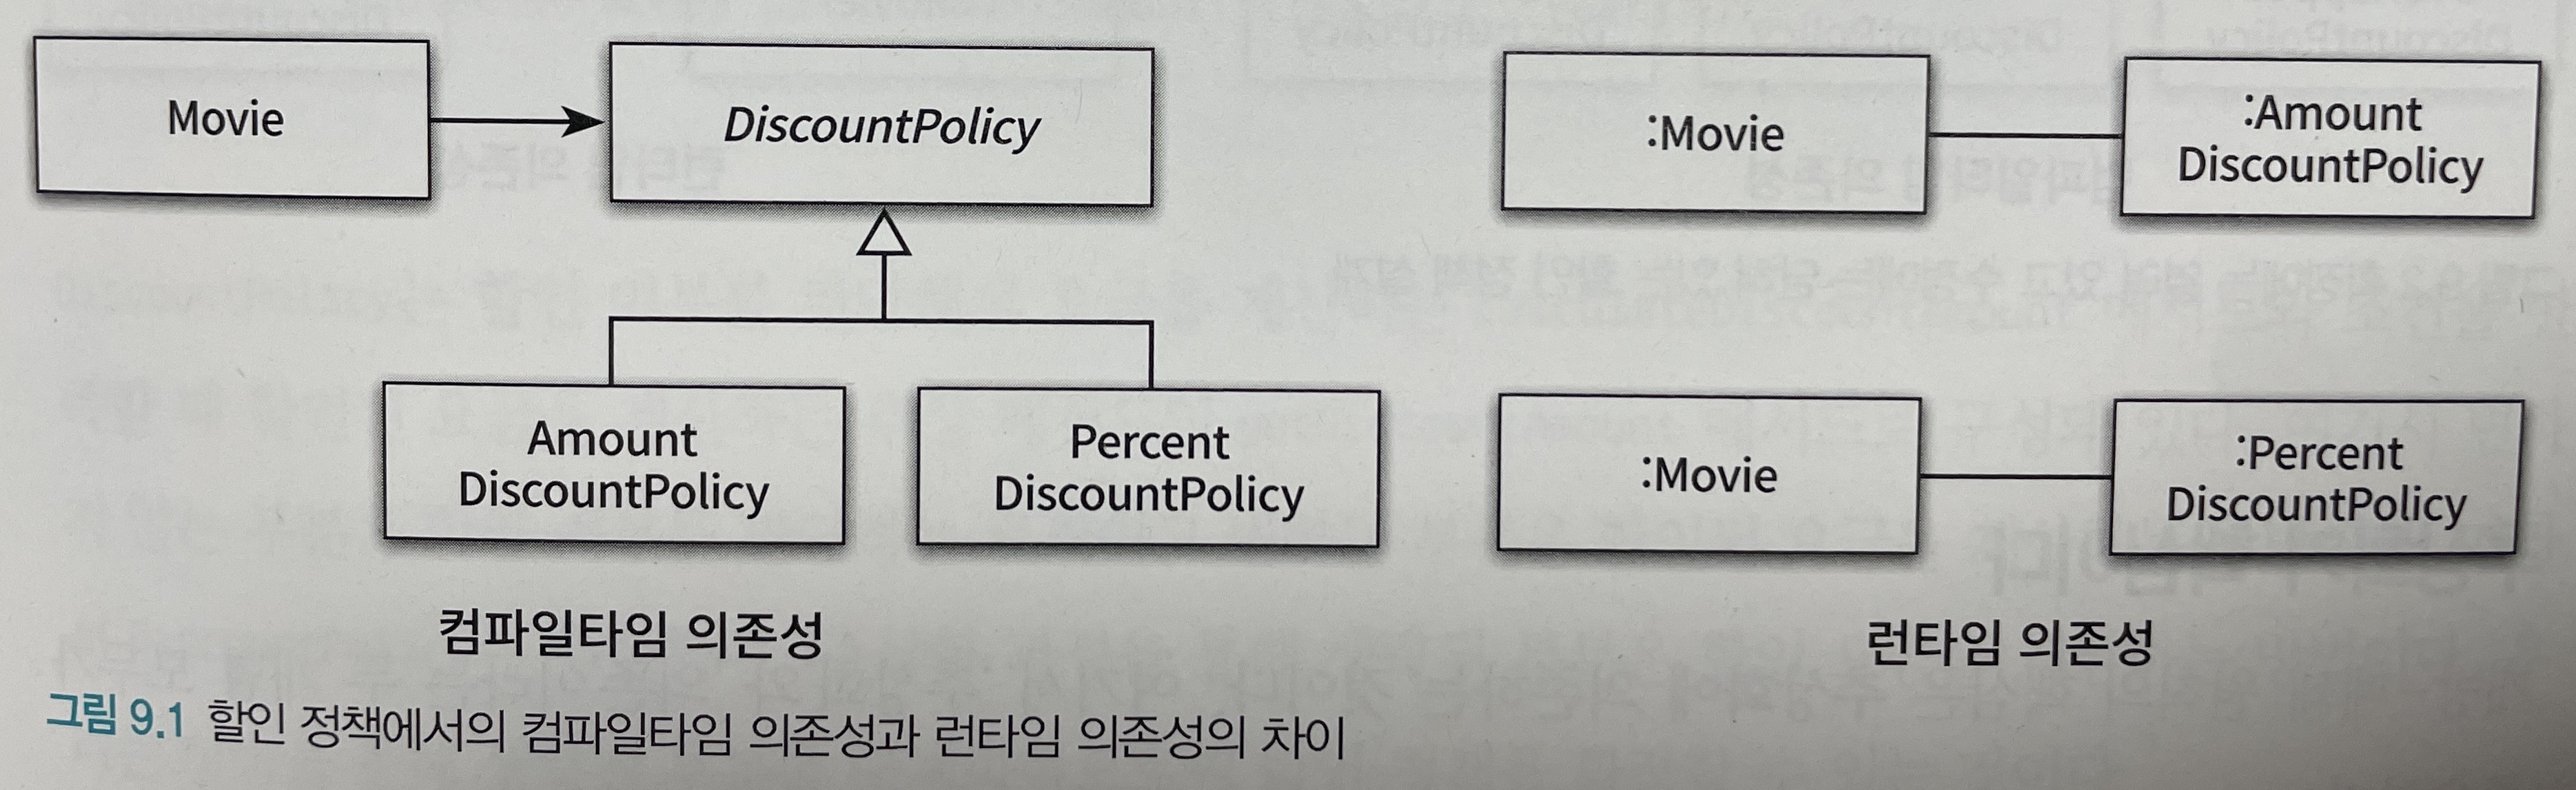 Movie
DiscountPolicy
Amount
DiscountPolicy
Percent
DiscountPolicy
컴파일타임 의존성
:Movie
:Amount
DiscountPolicy
:Movie
:Percent
DiscountPolicy
런타임 의존성
그림 9.1 할인 정책에서의 컴파일타임 의존성과 런타임 의존성의 차이